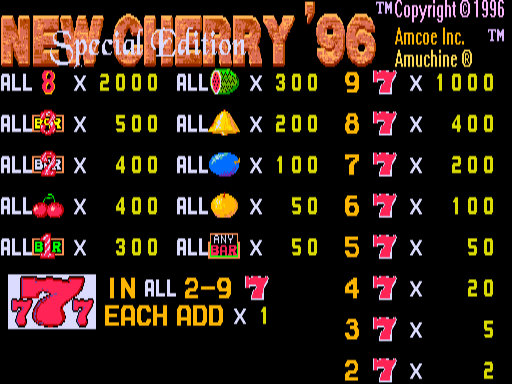 NEW CHERRY '96 ™
Special Edition
Copyright © 1996
Amcoe Inc. ™
Amuchine ®
ALL 8 X 2000 ALL X 300 9 7 X 1000
ALL BAR X 500 ALL X 200 8 7 X 400
ALL BAR X 400 ALL X 100 7 7 X 200
ALL X 400 ALL X 50 6 7 X 100
ALL BAR X 300 ALL ANY BAR X 50 5 7 X 50
777 IN ALL 2-9 7 4 7 X 20
EACH ADD X 1 3 7 X 5
2 7 X 2